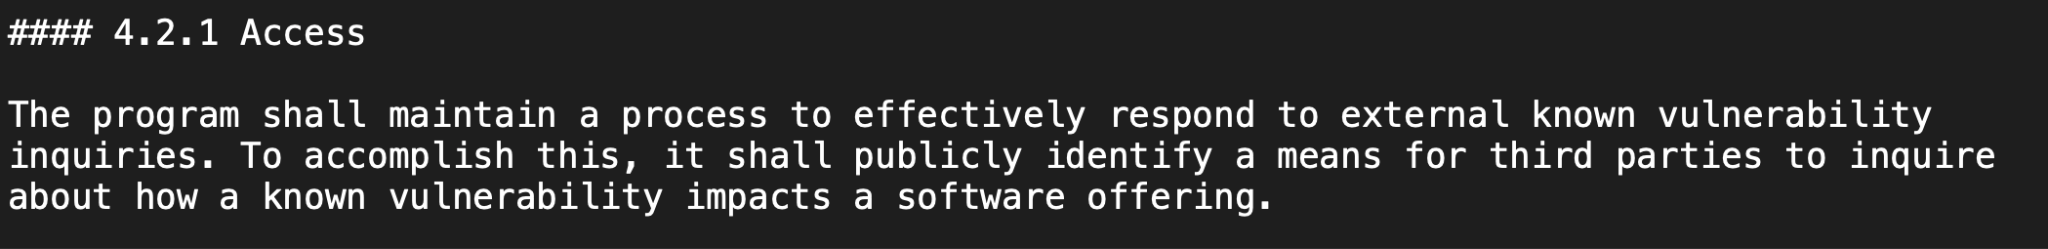 #### 4.2.1 Access
The program shall maintain a process to effectively respond to external known vulnerability
inquiries. To accomplish this, it shall publicly identify a means for third parties to inquire
about how a known vulnerability impacts a software offering.